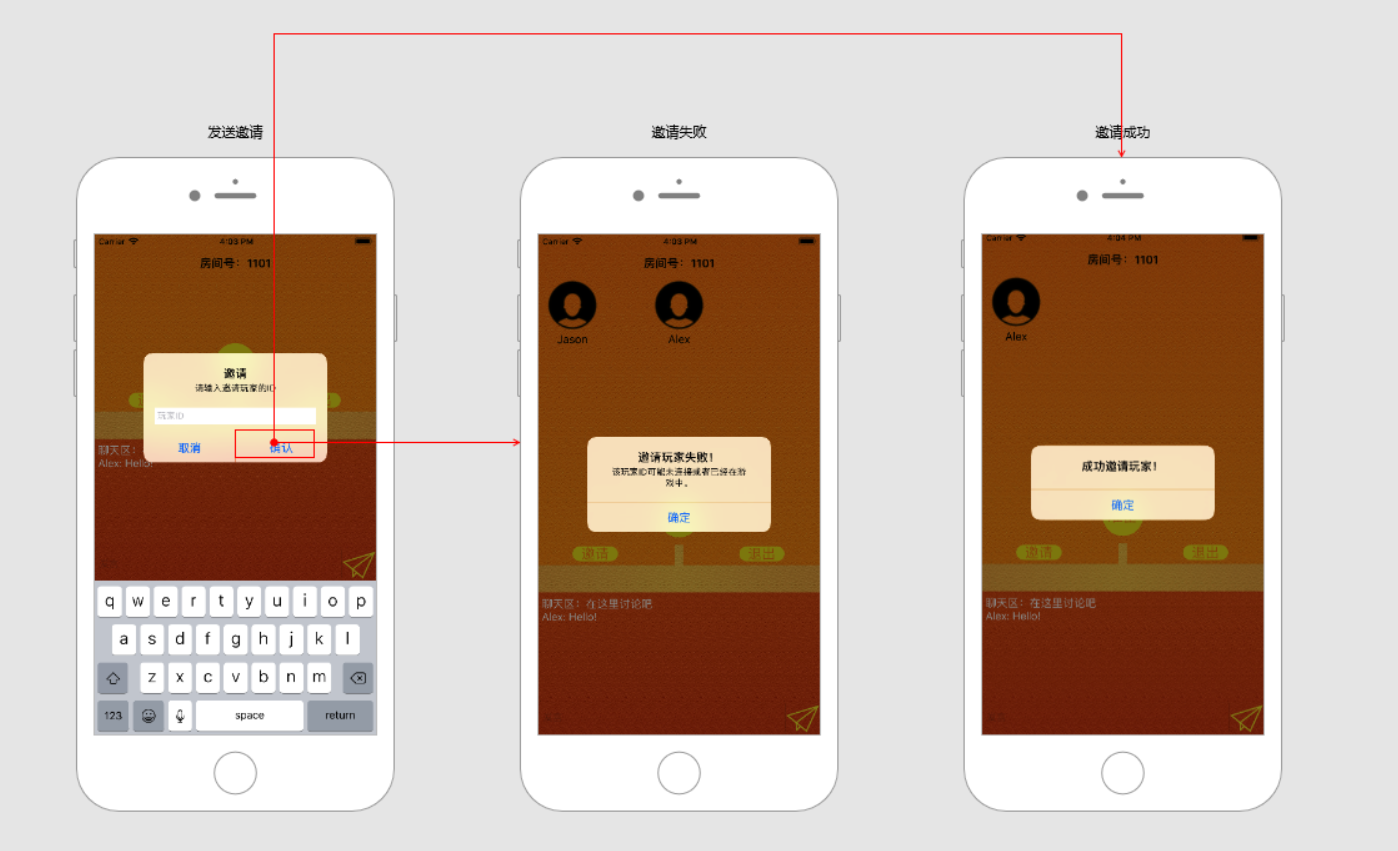 发送邀请
邀请失败
邀请成功
Carrier
4:03 PM
房间号：1101
邀请
请输入邀请玩家的ID
玩家ID
取消
确认
聊天区：
Alex: Hello!
q w e r t y u i o p
a s d f g h j k l
z x c v b n m
123
space
return
Carrier
4:03 PM
房间号：1101
Jason
Alex
邀请玩家失败！
该玩家ID可能未连接或者已经在游
戏中。
确定
邀请
退出
聊天区：在这里讨论吧
Alex: Hello!
Carrier
4:04 PM
房间号：1101
Alex
成功邀请玩家！
确定
邀请
退出
聊天区：在这里讨论吧
Alex: Hello!